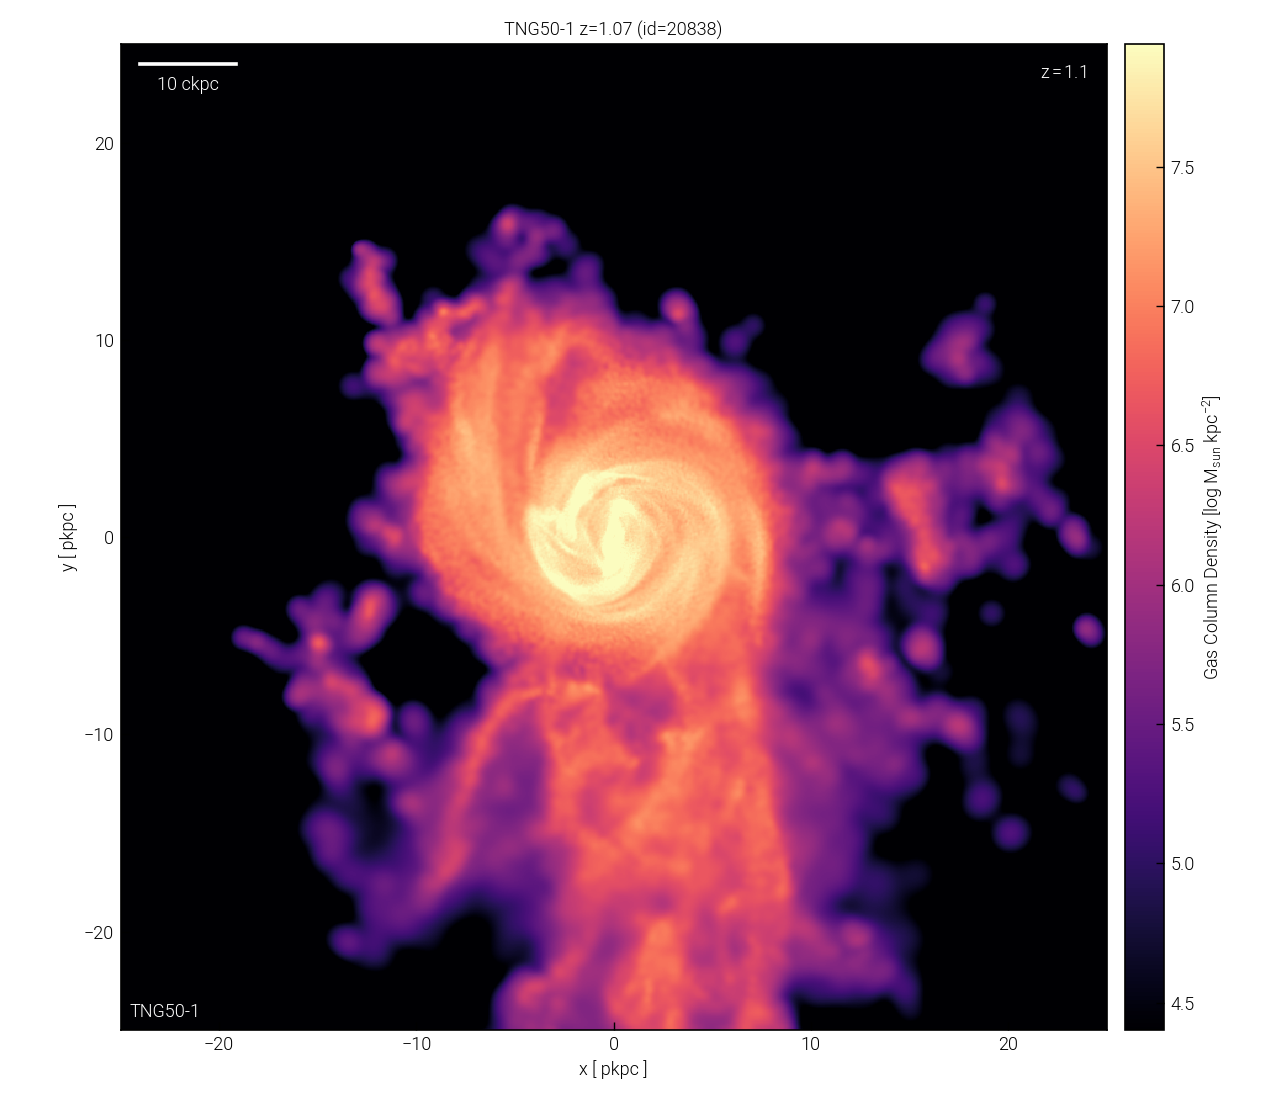 TNG50-1 z=1.07 (id=20838)
10 ckpc
z = 1.1
20
10
0
−10
−20
y [ pkpc ]
TNG50-1
−20
−10
0
10
20
x [ pkpc ]
7.5
7.0
6.5
6.0
5.5
5.0
4.5
Gas Column Density [log M_sun kpc⁻²]